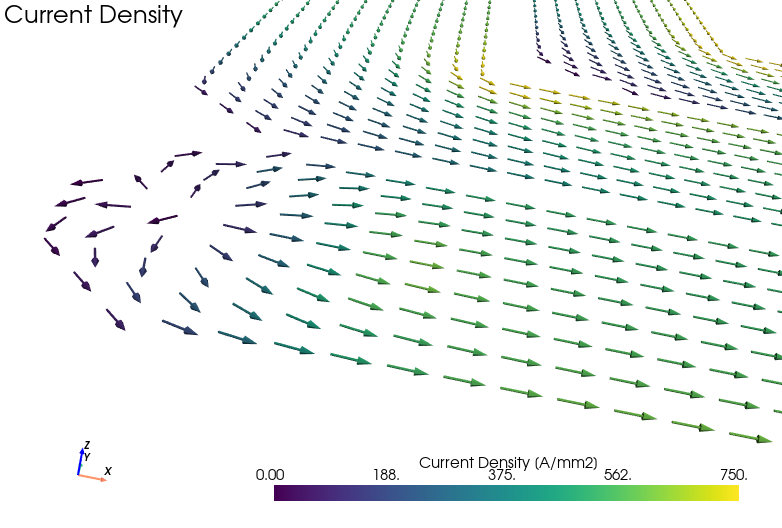 Current Density
Z
Y
X
Current Density [A/mm2]
0.00 188. 375. 562. 750.